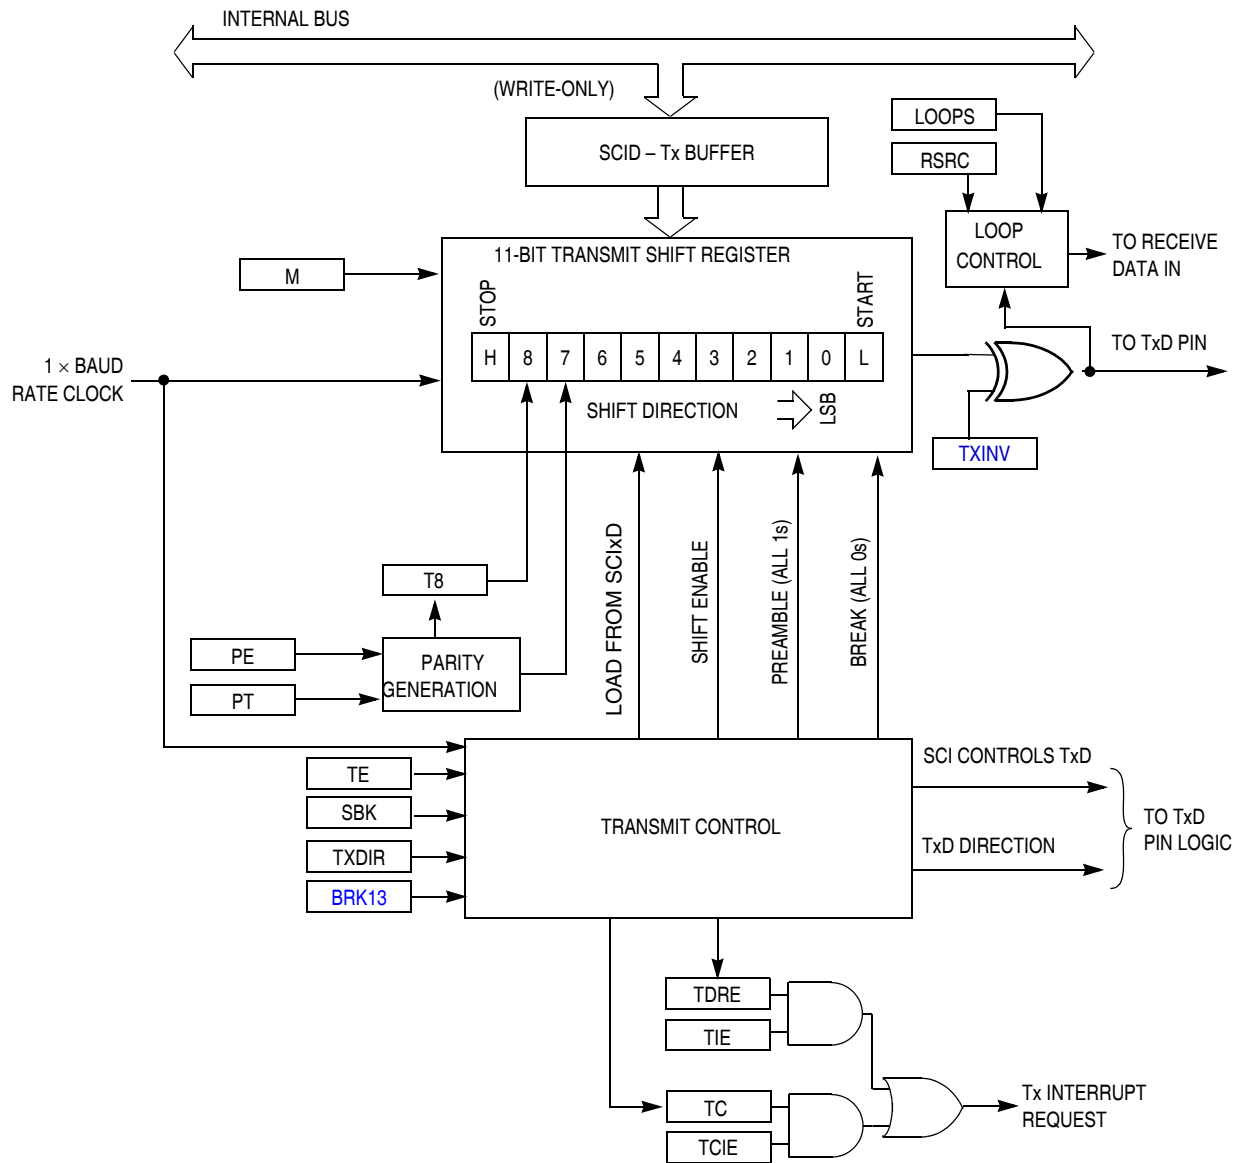 INTERNAL BUS
(WRITE-ONLY)
SCID – Tx BUFFER
LOOPS
RSRC
LOOP
CONTROL
TO RECEIVE
DATA IN
11-BIT TRANSMIT SHIFT REGISTER
M
STOP
START
H 8 7 6 5 4 3 2 1 0 L
1 × BAUD
RATE CLOCK
SHIFT DIRECTION
LSB
TO TxD PIN
TXINV
LOAD FROM SCIxD
SHIFT ENABLE
PREAMBLE (ALL 1s)
BREAK (ALL 0s)
T8
PE
PT
PARITY
GENERATION
TE
SBK
TXDIR
BRK13
TRANSMIT CONTROL
SCI CONTROLS TxD
TxD DIRECTION
TO TxD
PIN LOGIC
TDRE
TIE
TC
TCIE
Tx INTERRUPT
REQUEST